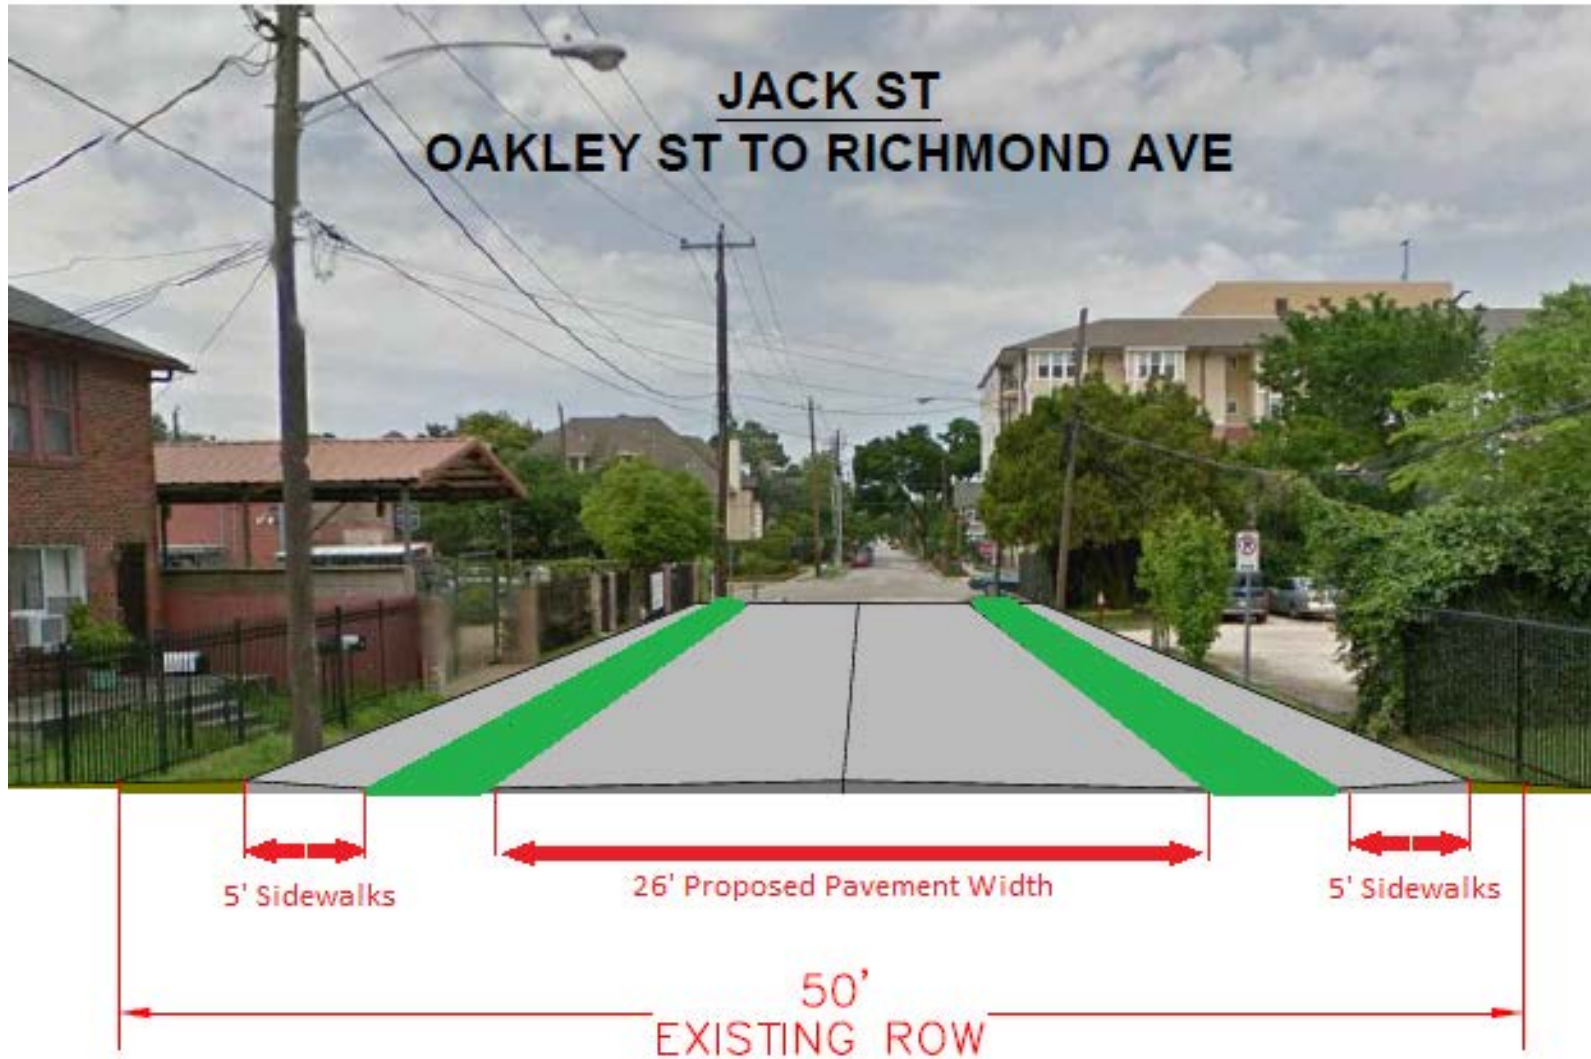 JACK ST
OAKLEY ST TO RICHMOND AVE
5' Sidewalks
26' Proposed Pavement Width
5' Sidewalks
50'
EXISTING ROW